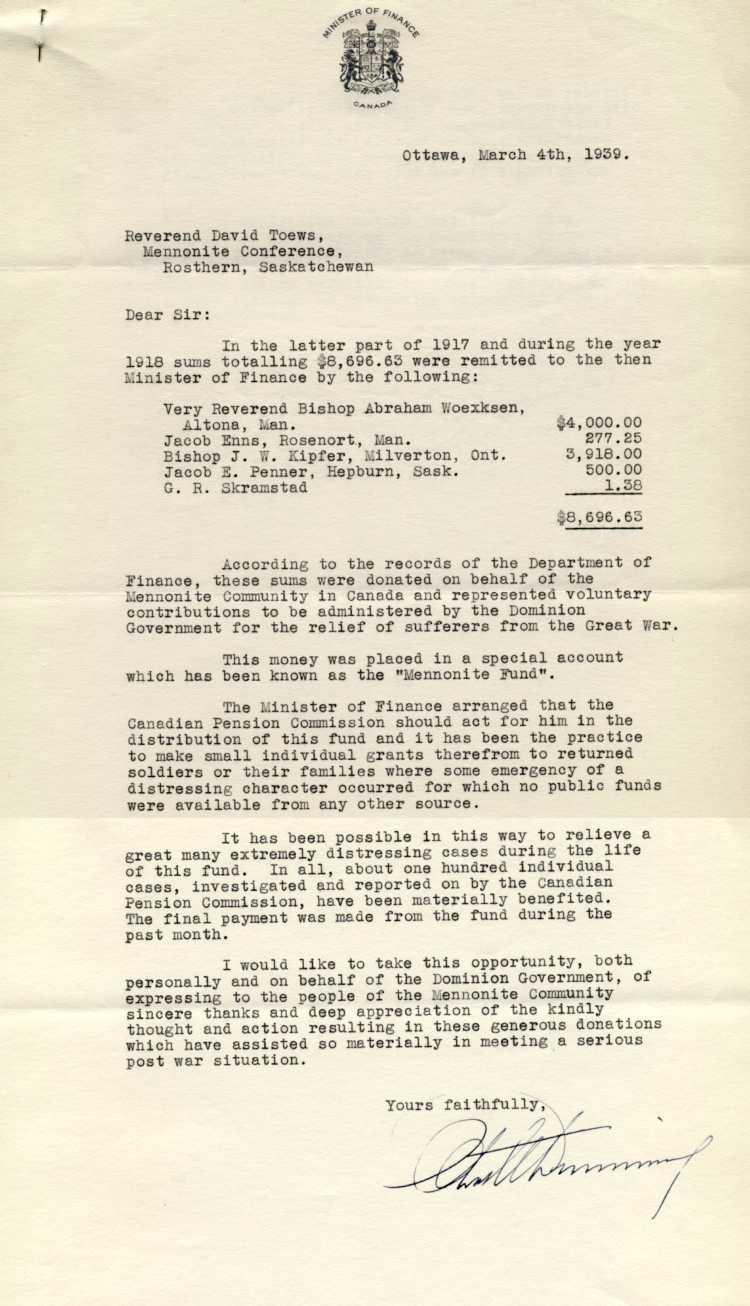 MINISTER OF FINANCE
CANADA
Ottawa, March 4th, 1939.
Reverend David Toews,
Mennonite Conference,
Rosthern, Saskatchewan
Dear Sir:
In the latter part of 1917 and during the year
1918 sums totalling $8,696.63 were remitted to the then
Minister of Finance by the following:
Very Reverend Bishop Abraham Woexksen,
Altona, Man. $4,000.00
Jacob Enns, Rosenort, Man. 277.25
Bishop J. W. Kipfer, Milverton, Ont. 3,918.00
Jacob E. Penner, Hepburn, Sask. 500.00
G. R. Skramstad 1.38
$8,696.63
According to the records of the Department of
Finance, these sums were donated on behalf of the
Mennonite Community in Canada and represented voluntary
contributions to be administered by the Dominion
Government for the relief of sufferers from the Great War.
This money was placed in a special account
which has been known as the "Mennonite Fund".
The Minister of Finance arranged that the
Canadian Pension Commission should act for him in the
distribution of this fund and it has been the practice
to make small individual grants therefrom to returned
soldiers or their families where some emergency of a
distressing character occurred for which no public funds
were available from any other source.
It has been possible in this way to relieve a
great many extremely distressing cases during the life
of this fund. In all, about one hundred individual
cases, investigated and reported on by the Canadian
Pension Commission, have been materially benefited.
The final payment was made from the fund during the
past month.
I would like to take this opportunity, both
personally and on behalf of the Dominion Government, of
expressing to the people of the Mennonite Community
sincere thanks and deep appreciation of the kindly
thought and action resulting in these generous donations
which have assisted so materially in meeting a serious
post war situation.
Yours faithfully,
Dunning